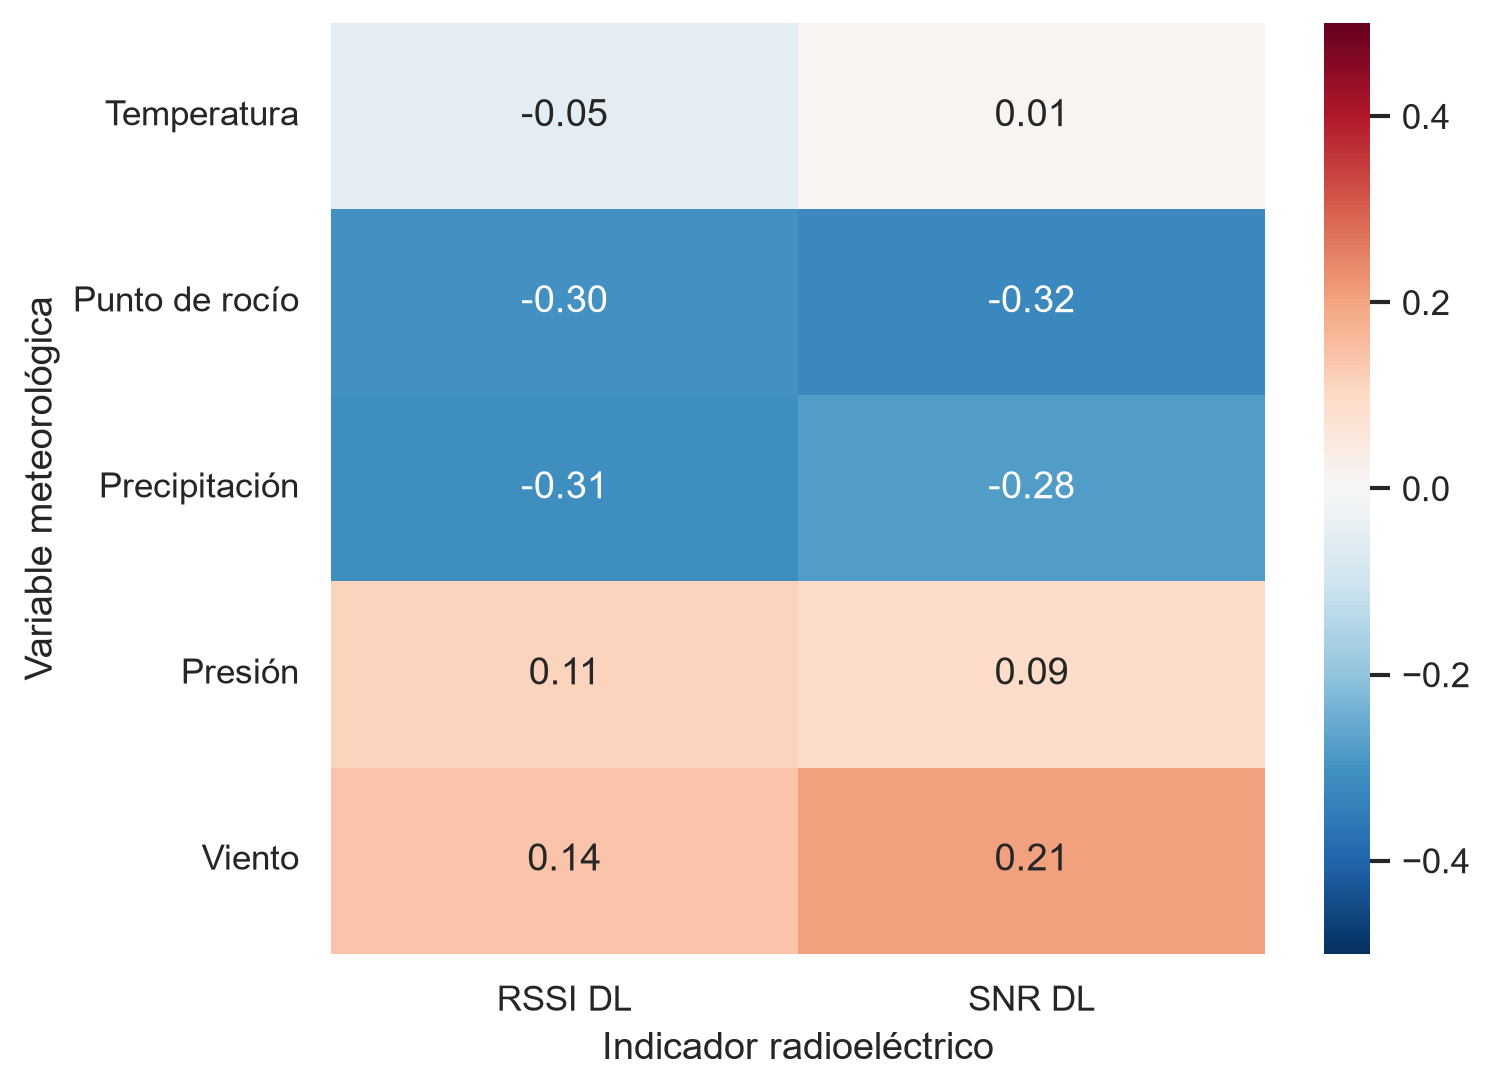 Variable meteorológica
Temperatura
-0.05
0.01
Punto de rocío
-0.30
-0.32
Precipitación
-0.31
-0.28
Presión
0.11
0.09
Viento
0.14
0.21
RSSI DL
SNR DL
Indicador radioeléctrico
0.4
0.2
0.0
−0.2
−0.4